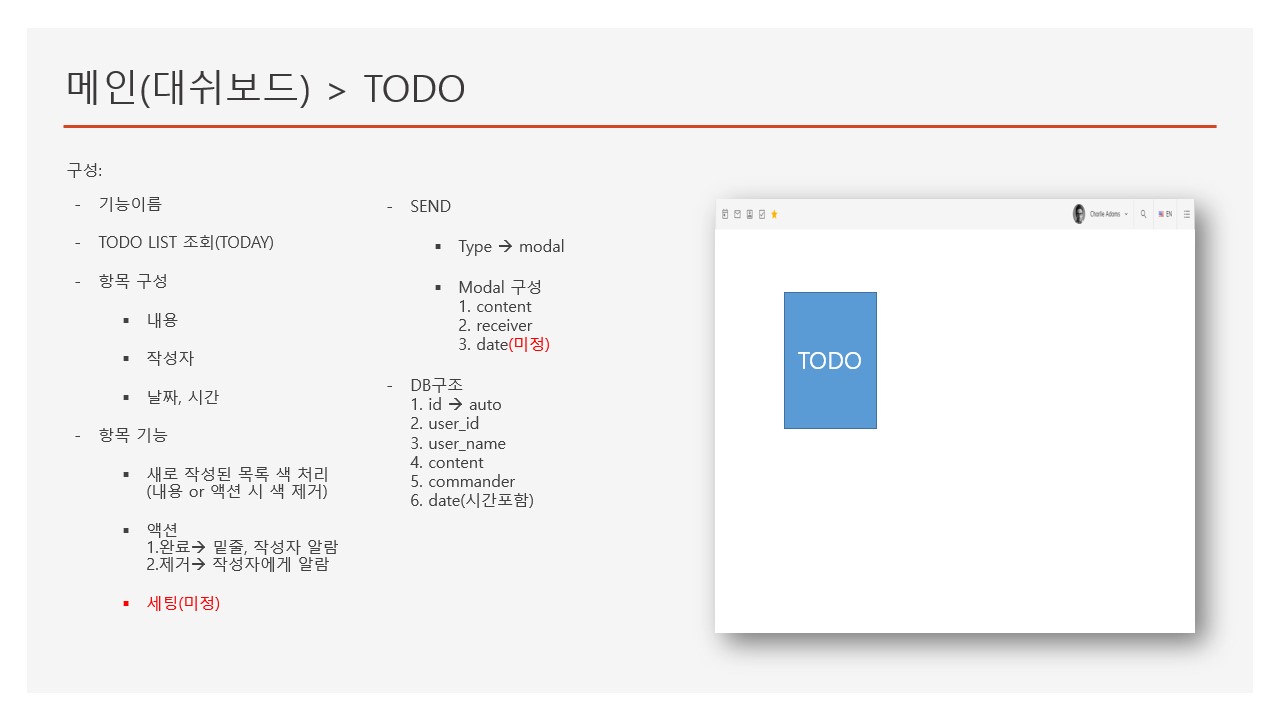 메인(대쉬보드) > TODO
구성:
- 기능이름
- TODO LIST 조회(TODAY)
- 항목 구성
▪ 내용
▪ 작성자
▪ 날짜, 시간
- 항목 기능
▪ 새로 작성된 목록 색 처리
(내용 or 액션 시 색 제거)
▪ 액션
1.완료→ 밑줄, 작성자 알람
2.제거→ 작성자에게 알람
▪ 세팅(미정)
- SEND
▪ Type → modal
▪ Modal 구성
1. content
2. receiver
3. date(미정)
- DB구조
1. id → auto
2. user_id
3. user_name
4. content
5. commander
6. date(시간포함)
Charlie Adams
EN
TODO